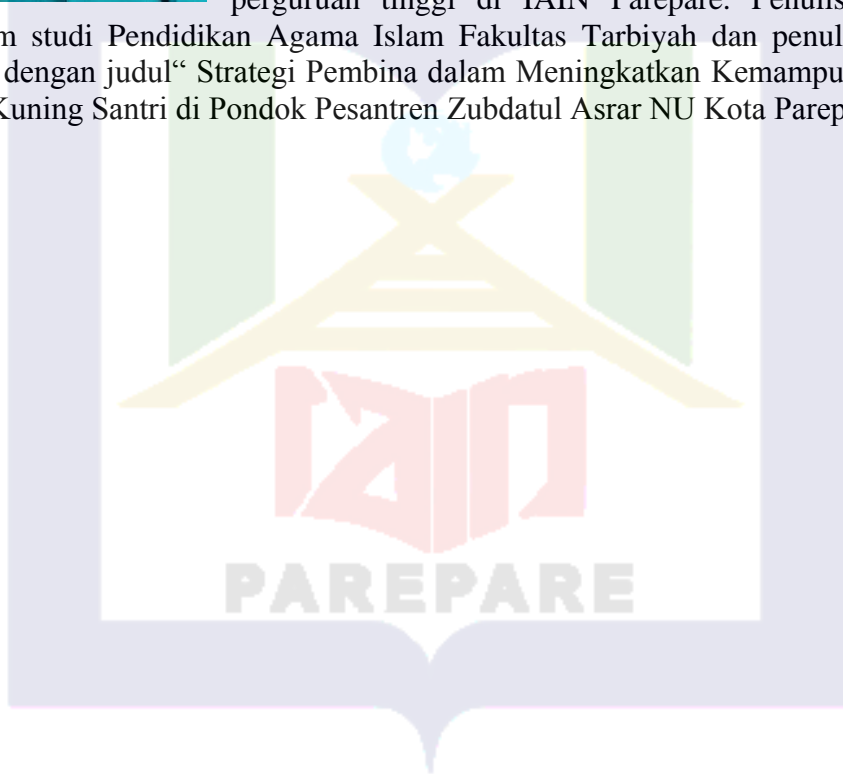 perguruan tinggi di IAIN Parepare. Penulis
studi Pendidikan Agama Islam Fakultas Tarbiyah dan penul
dengan judul“ Strategi Pembina dalam Meningkatkan Kemampu
Kuning Santri di Pondok Pesantren Zubdatul Asrar NU Kota Parep
IAIN
PAREPARE